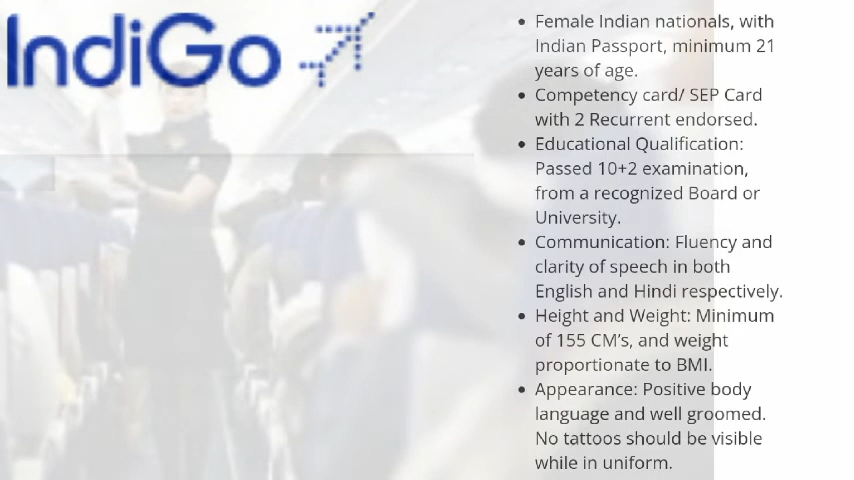 IndiGo
• Female Indian nationals, with
Indian Passport, minimum 21
years of age.
• Competency card/ SEP Card
with 2 Recurrent endorsed.
• Educational Qualification:
Passed 10+2 examination,
from a recognized Board or
University.
• Communication: Fluency and
clarity of speech in both
English and Hindi respectively.
• Height and Weight: Minimum
of 155 CM’s, and weight
proportionate to BMI.
• Appearance: Positive body
language and well groomed.
No tattoos should be visible
while in uniform.